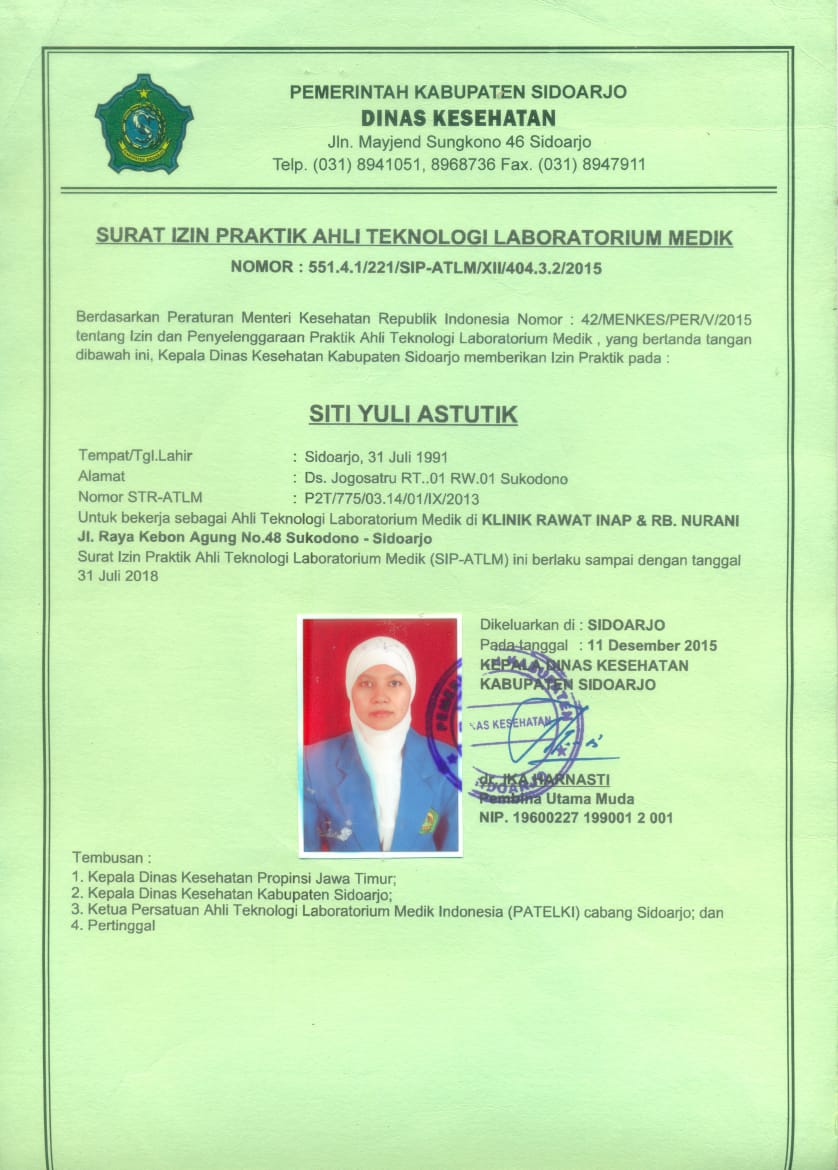 PEMERINTAH KABUPATEN SIDOARJO
DINAS KESEHATAN
Jln. Mayjend Sungkono 46 Sidoarjo
Telp. (031) 8941051, 8968736 Fax. (031) 8947911
SURAT IZIN PRAKTIK AHLI TEKNOLOGI LABORATORIUM MEDIK
NOMOR : 551.4.1/221/SIP-ATLM/XII/404.3.2/2015
Berdasarkan Peraturan Menteri Kesehatan Republik Indonesia Nomor : 42/MENKES/PER/V/2015
tentang Izin dan Penyelenggaraan Praktik Ahli Teknologi Laboratorium Medik , yang bertanda tangan
dibawah ini, Kepala Dinas Kesehatan Kabupaten Sidoarjo memberikan Izin Praktik pada :
SITI YULI ASTUTIK
Tempat/Tgl.Lahir : Sidoarjo, 31 Juli 1991
Alamat : Ds. Jogosatru RT..01 RW.01 Sukodono
Nomor STR-ATLM : P2T/775/03.14/01/IX/2013
Untuk bekerja sebagai Ahli Teknologi Laboratorium Medik di KLINIK RAWAT INAP & RB. NURANI
Jl. Raya Kebon Agung No.48 Sukodono - Sidoarjo
Surat Izin Praktik Ahli Teknologi Laboratorium Medik (SIP-ATLM) ini berlaku sampai dengan tanggal
31 Juli 2018
Dikeluarkan di : SIDOARJO
Pada tanggal : 11 Desember 2015
KEPALA DINAS KESEHATAN
KABUPATEN SIDOARJO
KAS KESEHATAN
dr. IKA HARNASTI
Pembina Utama Muda
NIP. 19600227 199001 2 001
Tembusan :
1. Kepala Dinas Kesehatan Propinsi Jawa Timur;
2. Kepala Dinas Kesehatan Kabupaten Sidoarjo;
3. Ketua Persatuan Ahli Teknologi Laboratorium Medik Indonesia (PATELKI) cabang Sidoarjo; dan
4. Pertinggal